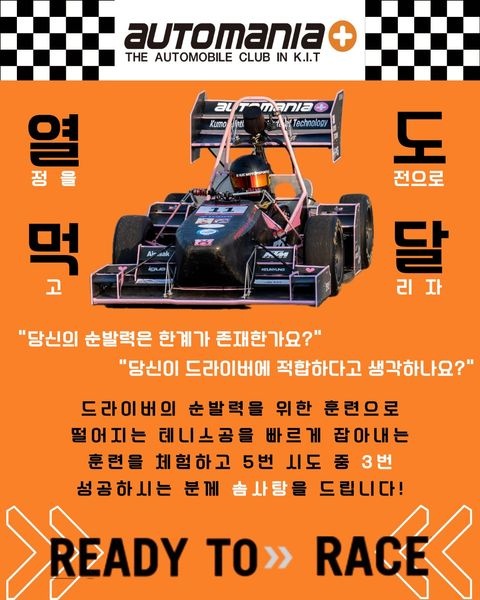 AUTOMANIA+
THE AUTOMOBILE CLUB IN K.I.T
AUTOMANIA
열
정 을
도
전으로
먹
고
달
리 자
"당신의 순발력은 한계가 존재한가요?"
"당신이 드라이버에 적합하다고 생각하나요?"
드라이버의 순발력을 위한 훈련으로
떨어지는 테니스공을 빠르게 잡아내는
훈련을 체험하고 5번 시도 중 3번
성공하시는 분께 솜사탕을 드립니다!
READY TO » RACE